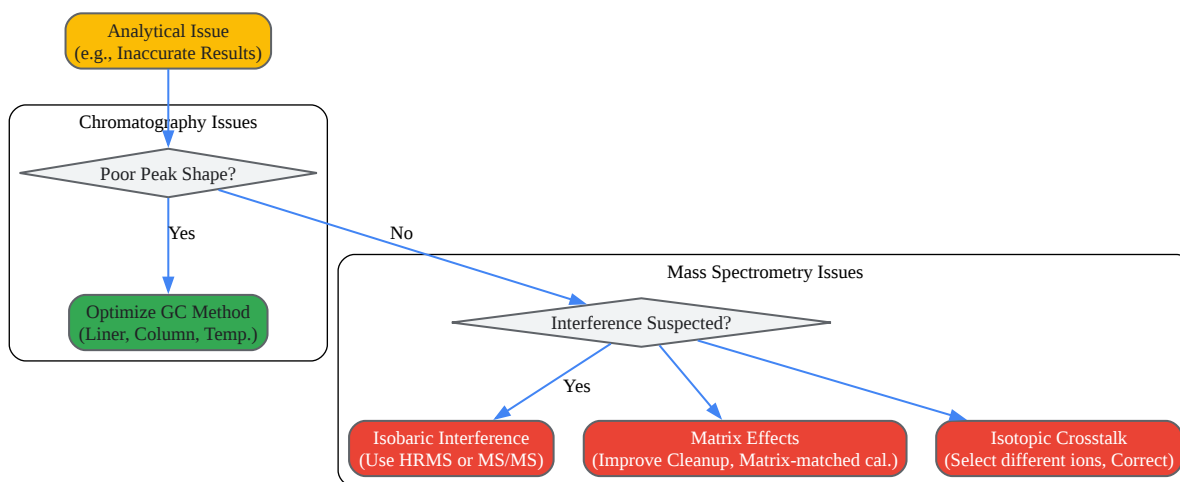 Analytical Issue
(e.g., Inaccurate Results)
Chromatography Issues
Poor Peak Shape?
Yes
No
Optimize GC Method
(Liner, Column, Temp.)
Mass Spectrometry Issues
Interference Suspected?
Yes
Isobaric Interference
(Use HRMS or MS/MS)
Matrix Effects
(Improve Cleanup, Matrix-matched cal.)
Isotopic Crosstalk
(Select different ions, Correct)